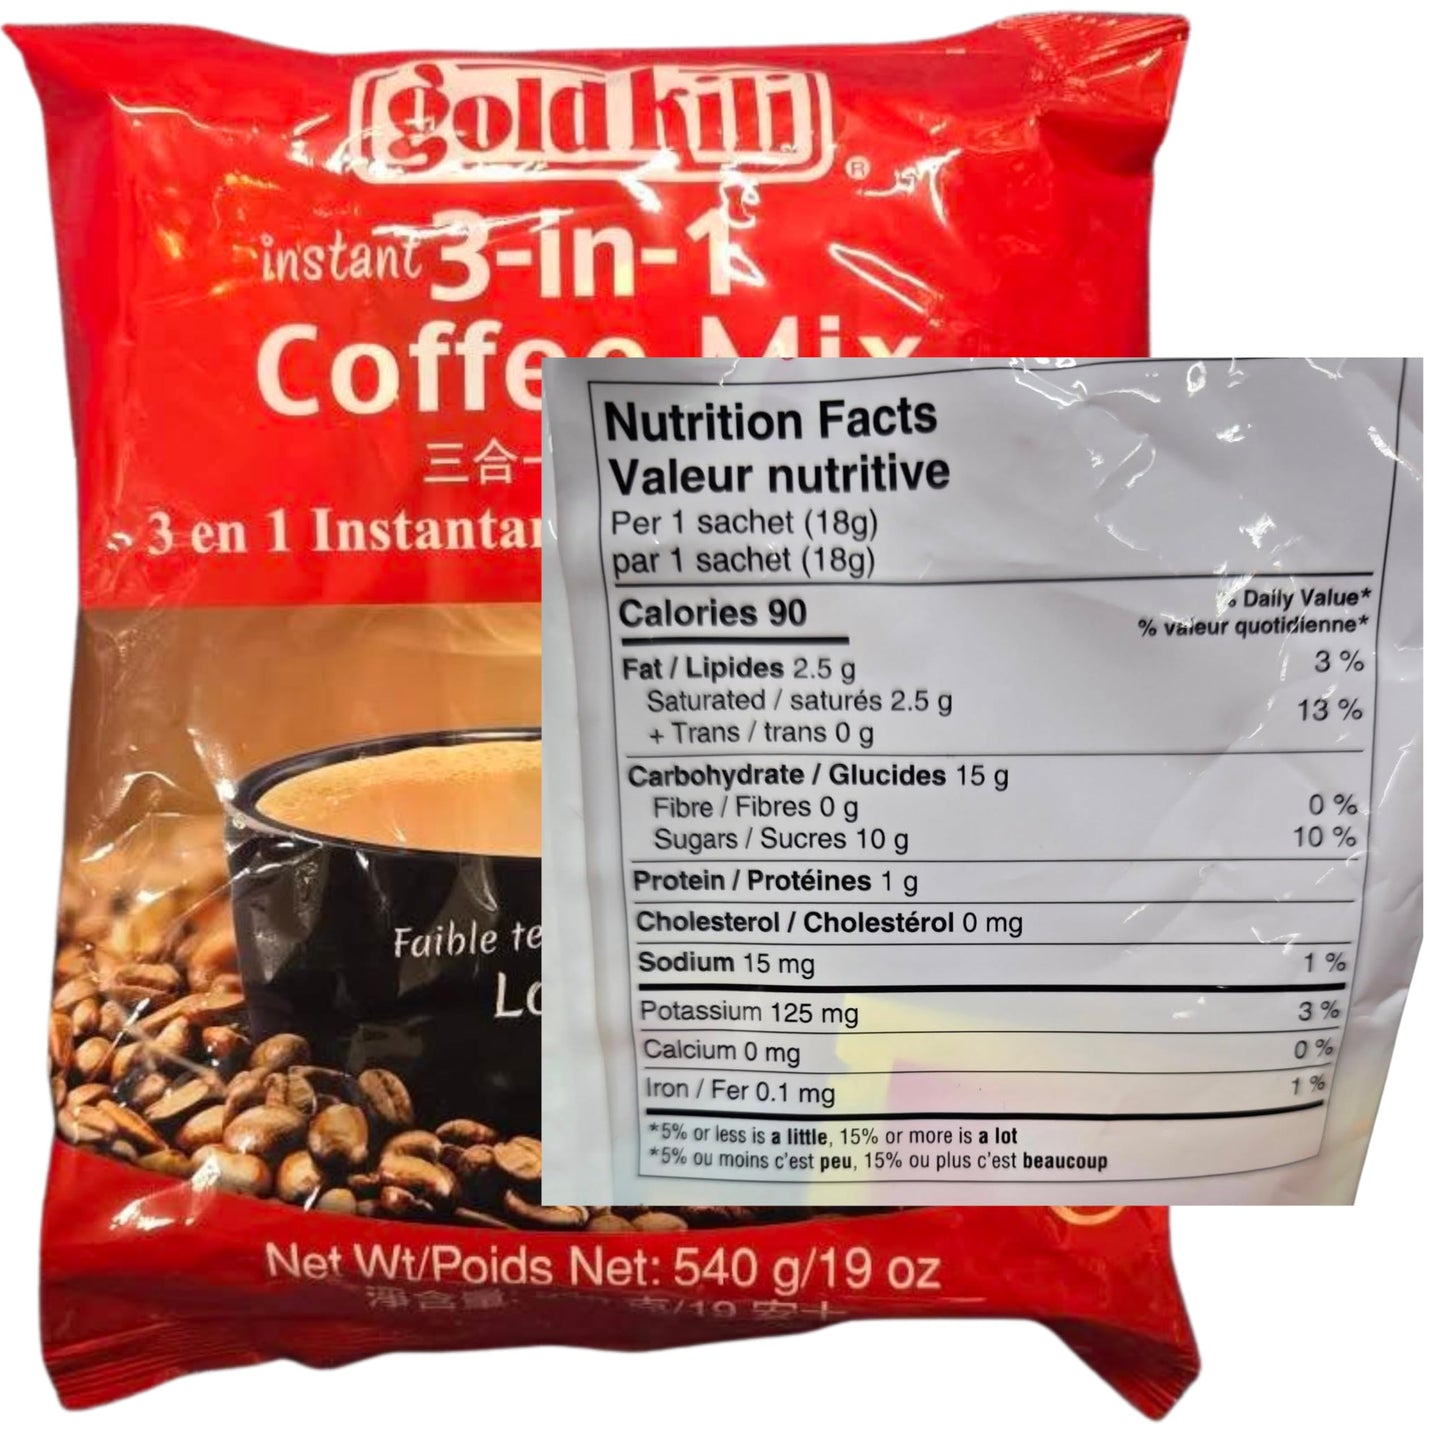 gold kili
®
instant 3-in-1
Coffee Mix
三合一
3 en 1 Instantan
Faible te
Lo
Net Wt/Poids Net: 540 g/19 oz
淨含量: 克/19 安士
Nutrition Facts
Valeur nutritive
Per 1 sachet (18g)
par 1 sachet (18g)
Calories 90
% Daily Value*
% valeur quotidienne*
Fat / Lipides 2.5 g 3 %
Saturated / saturés 2.5 g 13 %
+ Trans / trans 0 g
Carbohydrate / Glucides 15 g
Fibre / Fibres 0 g 0 %
Sugars / Sucres 10 g 10 %
Protein / Protéines 1 g
Cholesterol / Cholestérol 0 mg
Sodium 15 mg 1 %
Potassium 125 mg 3 %
Calcium 0 mg 0 %
Iron / Fer 0.1 mg 1 %
*5% or less is a little, 15% or more is a lot
*5% ou moins c'est peu, 15% ou plus c'est beaucoup